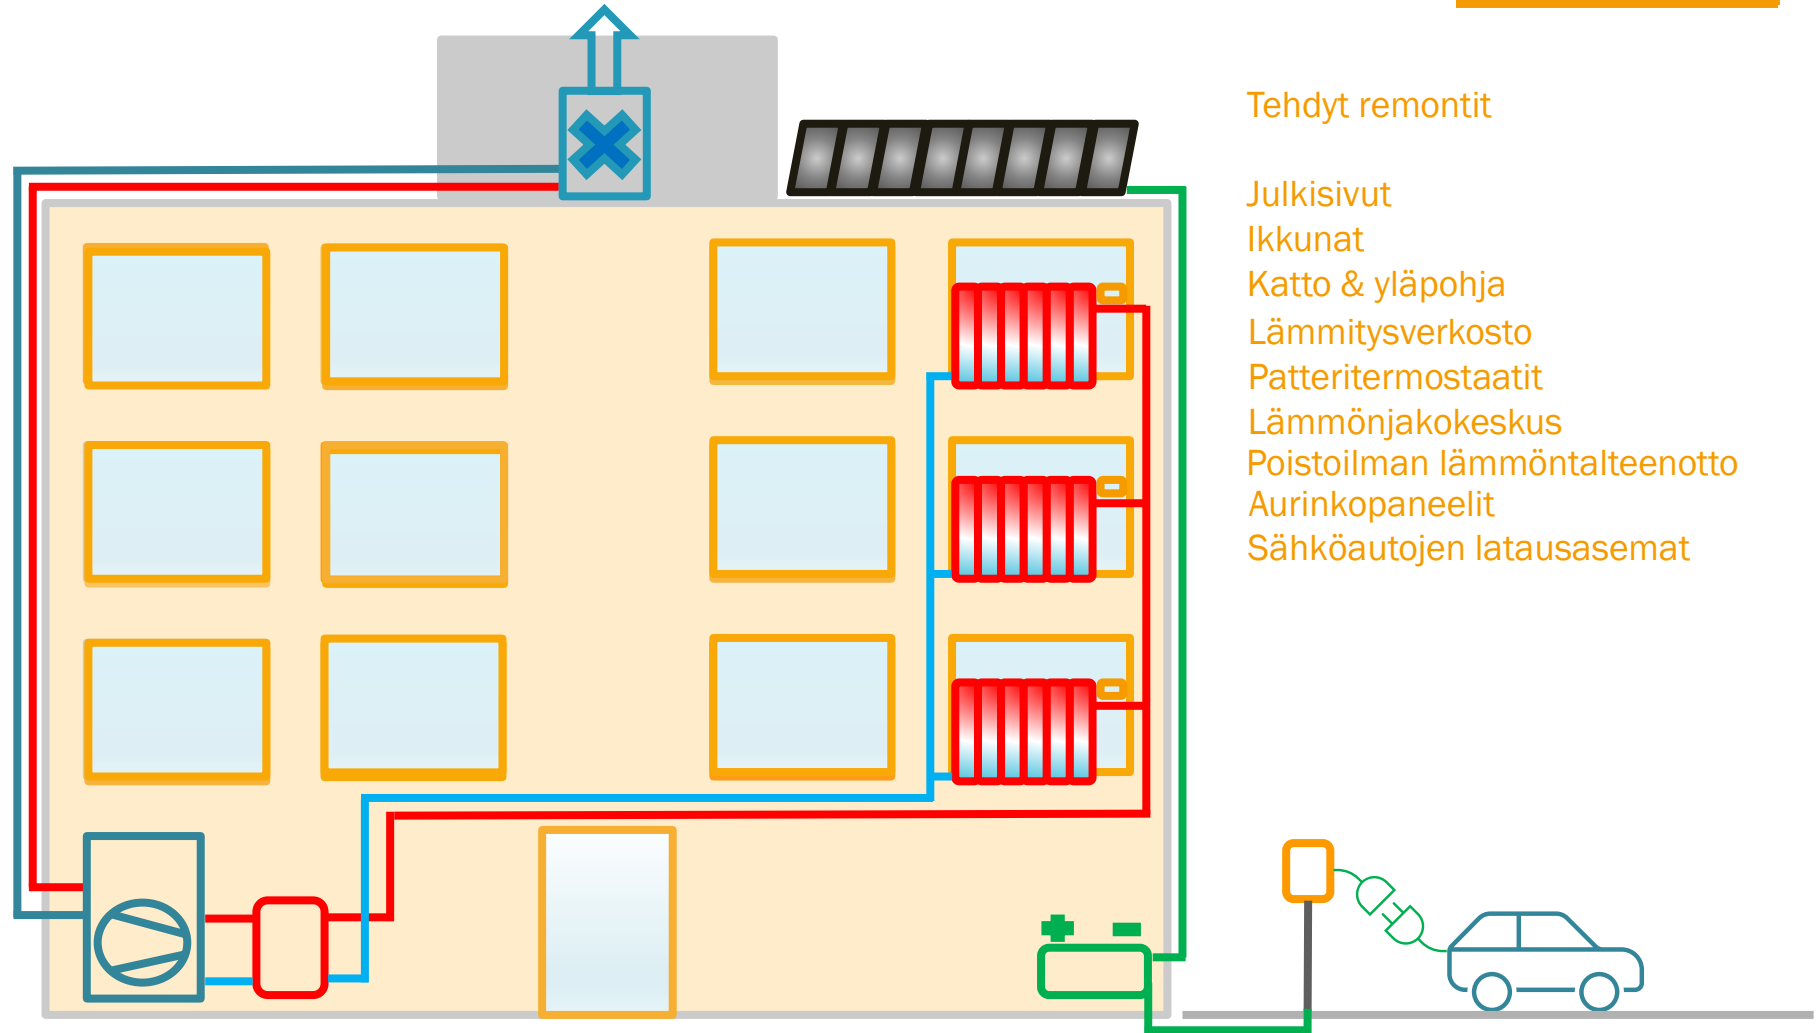 Tehdyt remontit
Julkisivut
Ikkunat
Katto & yläpohja
Lämmitysverkosto
Patteritermostaatit
Lämmönjakokeskus
Poistoilman lämmöntalteenotto
Aurinkopaneelit
Sähköautojen latausasemat